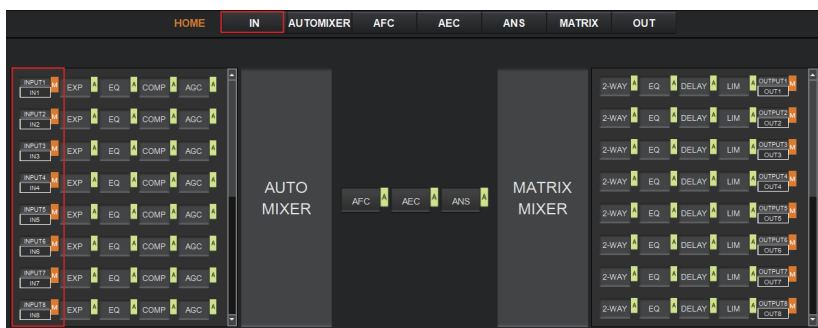 HOME IN AUTOMIXER AFC AEC ANS MATRIX OUT
INPUT1 M EXP A EQ A COMP A AGC A 2-WAY A EQ A DELAY A LIM A OUTPUT1 M
IN1 OUT1
INPUT2 M EXP A EQ A COMP A AGC A 2-WAY A EQ A DELAY A LIM A OUTPUT2 M
IN2 OUT2
INPUT3 M EXP A EQ A COMP A AGC A 2-WAY A EQ A DELAY A LIM A OUTPUT3 M
IN3 OUT3
INPUT4 M EXP A EQ A COMP A AGC A 2-WAY A EQ A DELAY A LIM A OUTPUT4 M
IN4 OUT4
AUTO MATRIX
MIXER AFC A AEC A ANS A MIXER
INPUT5 M EXP A EQ A COMP A AGC A 2-WAY A EQ A DELAY A LIM A OUTPUT5 M
IN5 OUT5
INPUT6 M EXP A EQ A COMP A AGC A 2-WAY A EQ A DELAY A LIM A OUTPUT6 M
IN6 OUT6
INPUT7 M EXP A EQ A COMP A AGC A 2-WAY A EQ A DELAY A LIM A OUTPUT7 M
IN7 OUT7
INPUT8 M EXP A EQ A COMP A AGC A 2-WAY A EQ A DELAY A LIM A OUTPUT8 M
IN8 OUT8